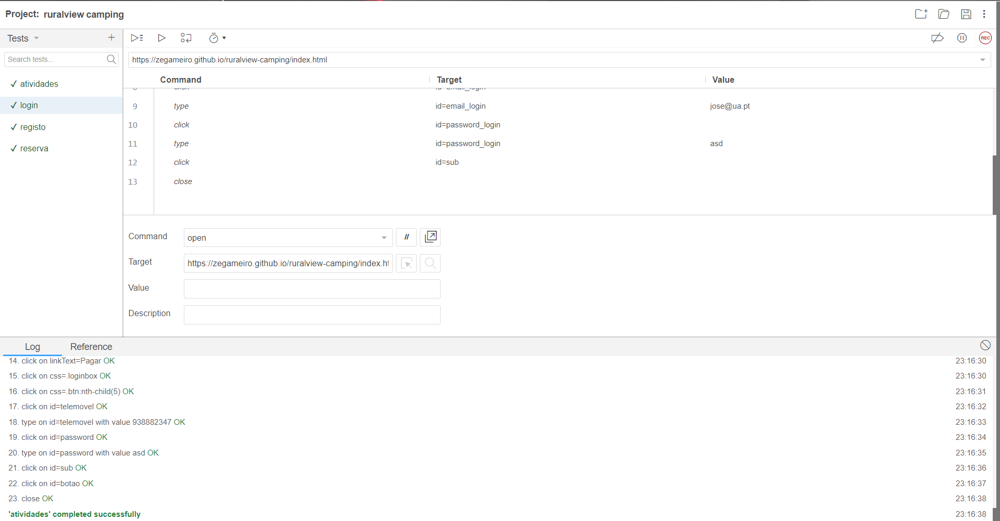 Project: ruralview camping
Tests
Search tests...
✓ atividades
✓ login
✓ registo
✓ reserva
REC
https://zegameiro.github.io/ruralview-camping/index.html
Command Target Value
8 click id=email_login
9 type id=email_login jose@ua.pt
10 click id=password_login
11 type id=password_login asd
12 click id=sub
13 close
Command open //
Target https://zegameiro.github.io/ruralview-camping/index.ht
Value
Description
Log Reference
14. click on linkText=Pagar OK 23:16:30
15. click on css=.loginbox OK 23:16:30
16. click on css=.btn:nth-child(5) OK 23:16:31
17. click on id=telemovel OK 23:16:32
18. type on id=telemovel with value 938882347 OK 23:16:33
19. click on id=password OK 23:16:34
20. type on id=password with value asd OK 23:16:35
21. click on id=sub OK 23:16:36
22. click on id=botao OK 23:16:37
23. close OK 23:16:38
'atividades' completed successfully 23:16:38